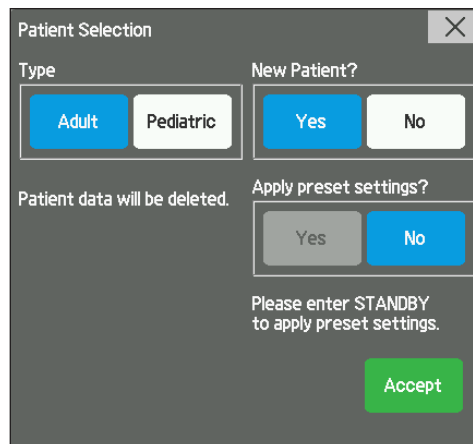 Patient Selection
Type
Adult
Pediatric
Patient data will be deleted.
New Patient?
Yes
No
Apply preset settings?
Yes
No
Please enter STANDBY
to apply preset settings.
Accept